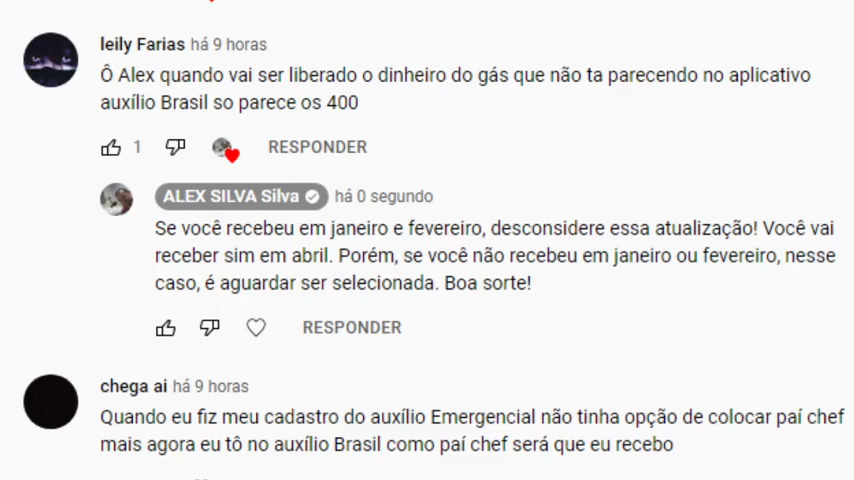 leily Farias há 9 horas
Ô Alex quando vai ser liberado o dinheiro do gás que não ta parecendo no aplicativo
auxílio Brasil so parece os 400
1 RESPONDER
ALEX SILVA Silva há 0 segundo
Se você recebeu em janeiro e fevereiro, desconsidere essa atualização! Você vai
receber sim em abril. Porém, se você não recebeu em janeiro ou fevereiro, nesse
caso, é aguardar ser selecionada. Boa sorte!
RESPONDER
chega ai há 9 horas
Quando eu fiz meu cadastro do auxílio Emergencial não tinha opção de colocar paí chef
mais agora eu tô no auxílio Brasil como paí chef será que eu recebo